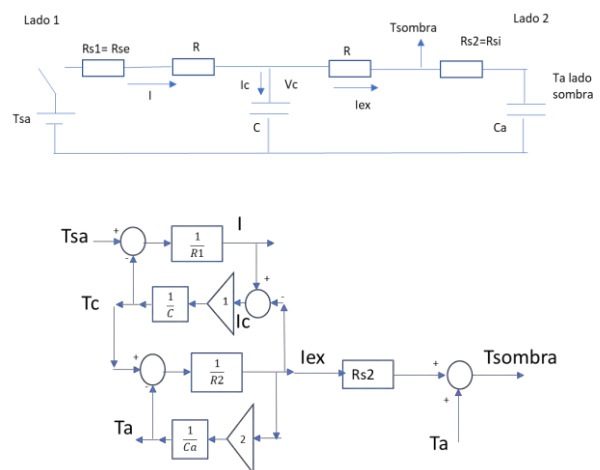 Lado 1
Lado 2
Tsombra
Rs1= Rse
R
R
Rs2=Rsi
I
Ic
Vc
Iex
Ta lado sombra
Tsa
C
Ca
Tsa
+
-
1
R1
I
+
-
Tc
1
C
1
Ic
+
-
1
R2
Iex
Rs2
+
+
Tsombra
Ta
1
Ca
2
Ta